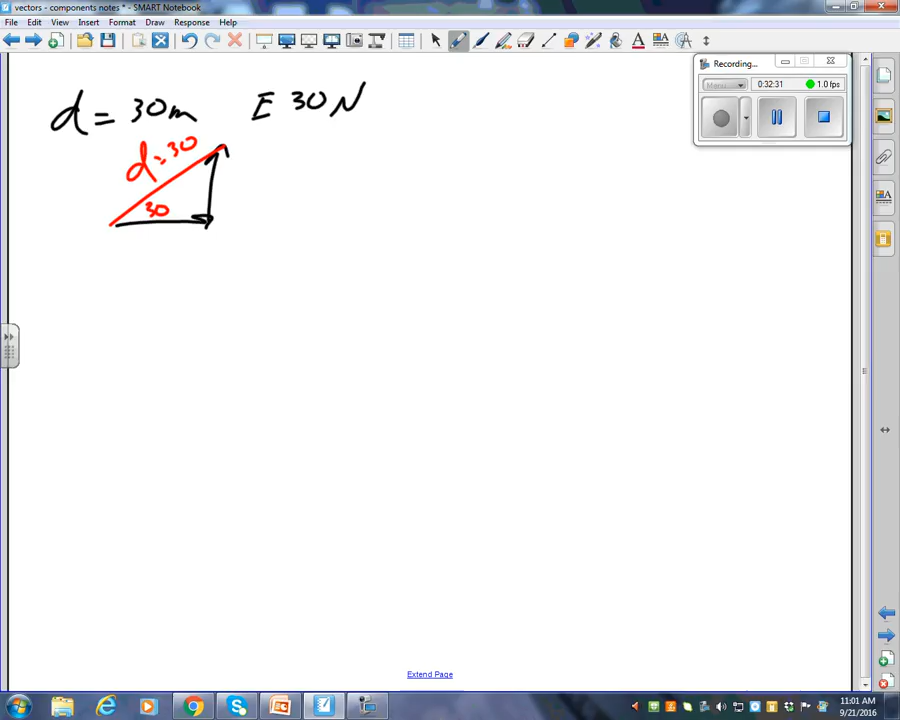 vectors - components notes * - SMART Notebook
File Edit View Insert Format Draw Response Help
Recording...
Menu
0:32:31 1.0 fps
d = 30m E 30 N
d = 30
30
Extend Page
11:01 AM
9/21/2016